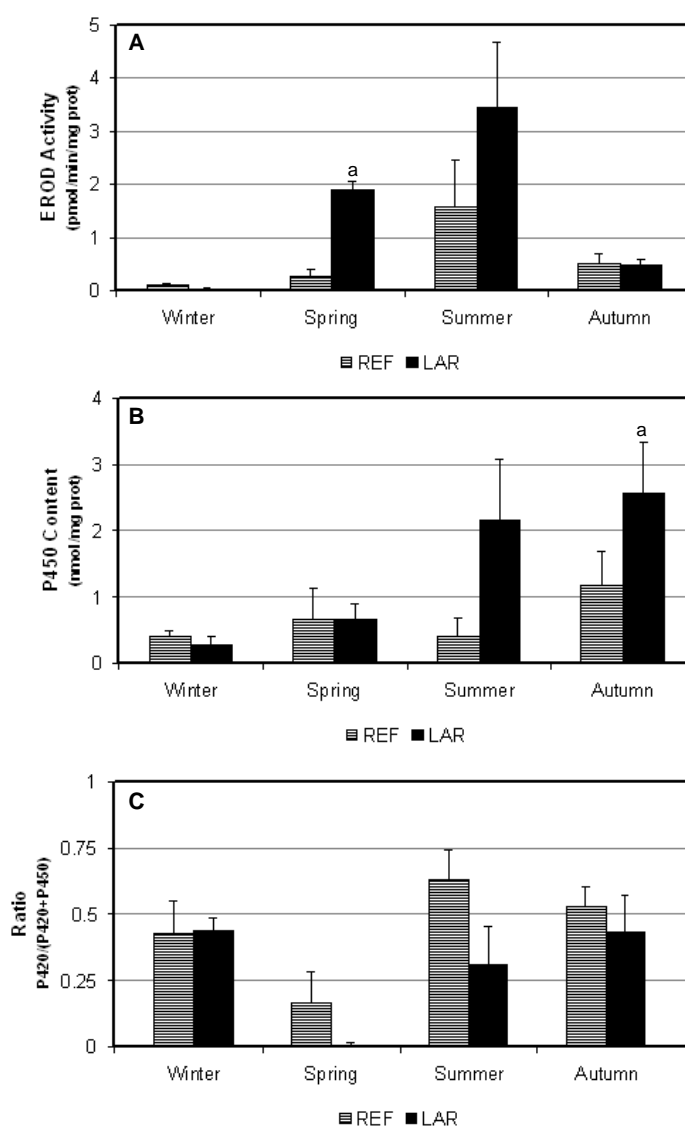 A
5
4
3
2
1
0
EROD Activity
(pmol/min/mg prot)
a
Winter Spring Summer Autumn
REF LAR
B
4
3
2
1
0
P450 Content
(nmol/mg prot)
a
Winter Spring Summer Autumn
REF LAR
C
1
0.75
0.5
0.25
0
Ratio
P420/(P420+P450)
Winter Spring Summer Autumn
REF LAR